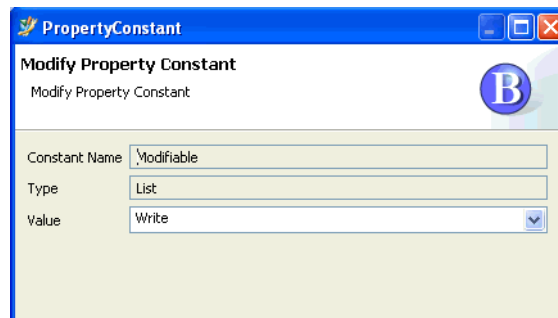 PropertyConstant
Modify Property Constant
Modify Property Constant
B
Constant Name Modifiable
Type List
Value Write